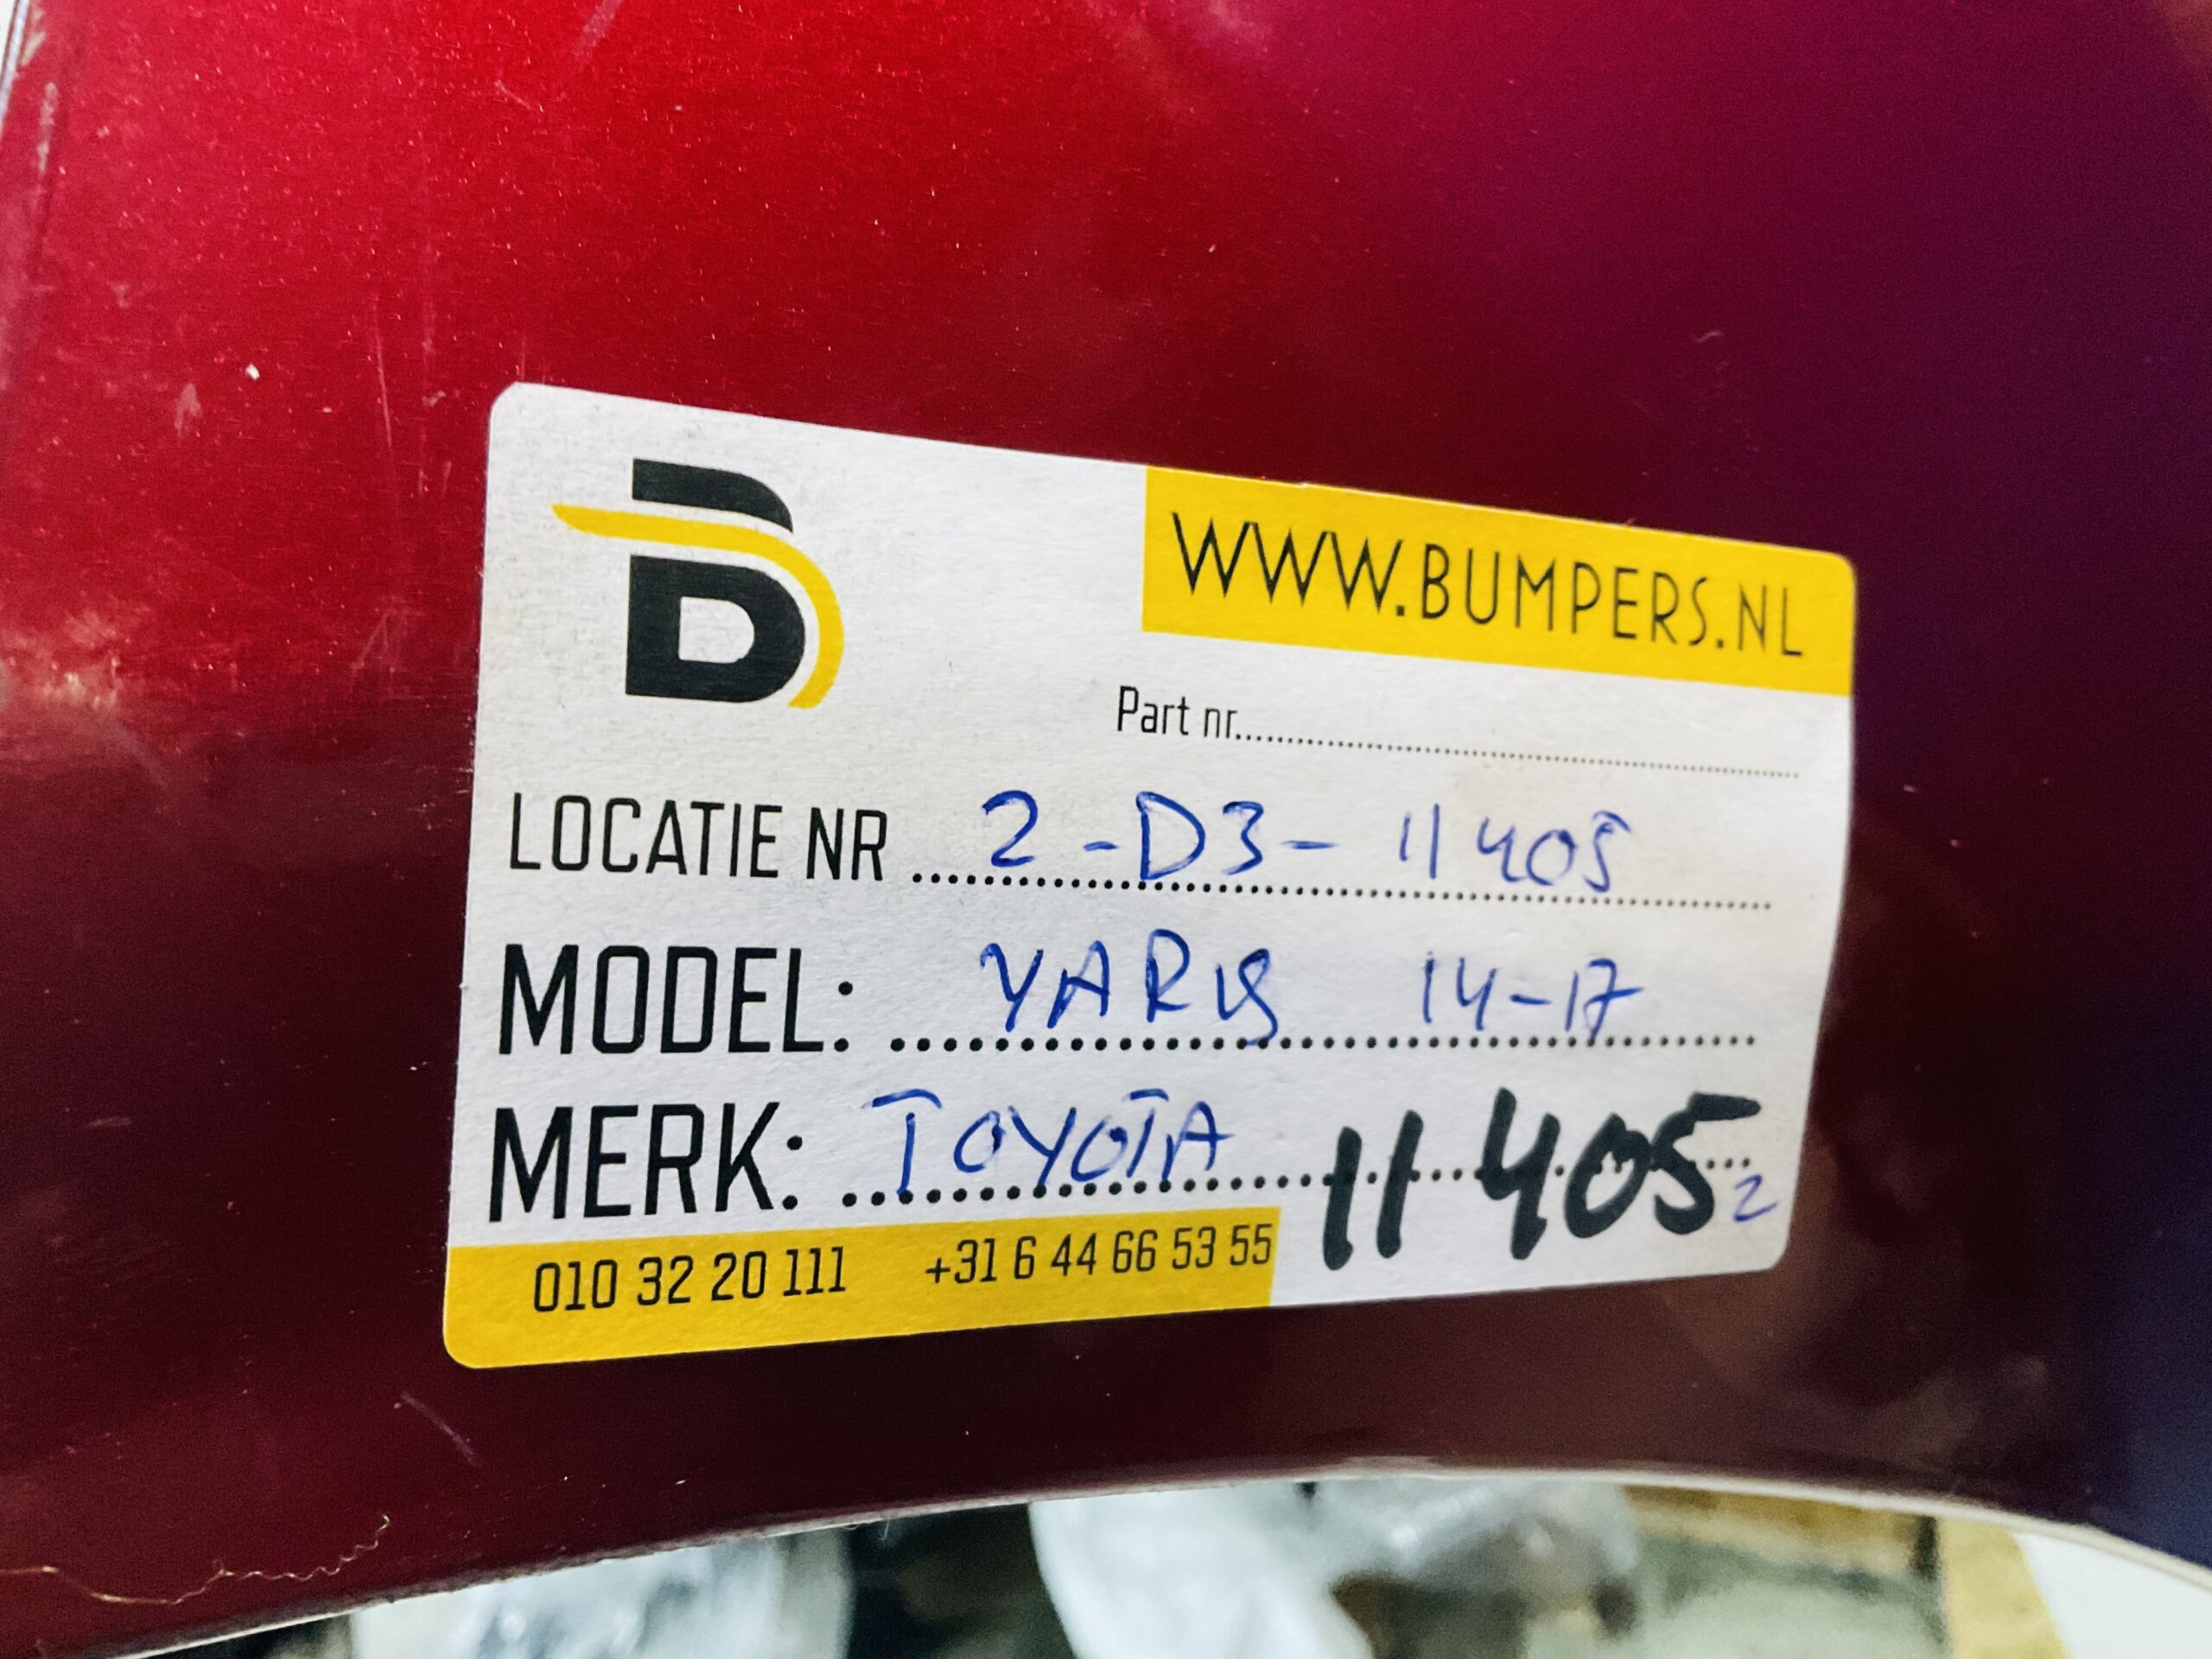 B
WWW.BUMPERS.NL
Part nr..............................
LOCATIE NR ... 2-D3-11405
MODEL: ... YARIS 14-17
MERK: ... TOYOTA 11405 2
010 32 20 111 +31 6 44 66 53 55